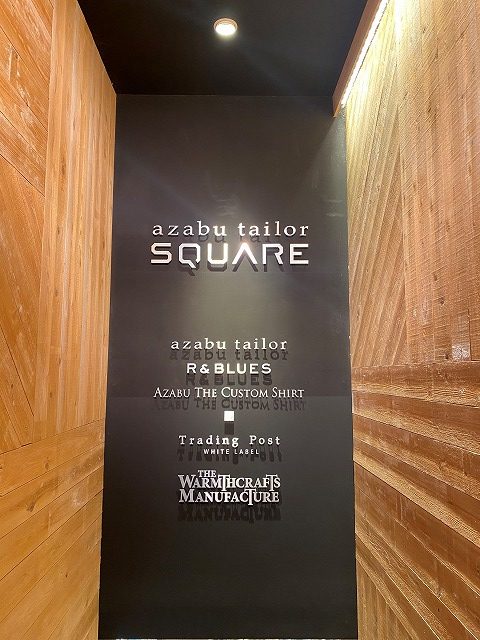 azabu tailor
SQUARE
azabu tailor
R & BLUES
AZABU THE CUSTOM SHIRT
Trading Post
WHITE LABEL
THE
WARMTHCRAFTS
MANUFACTURE